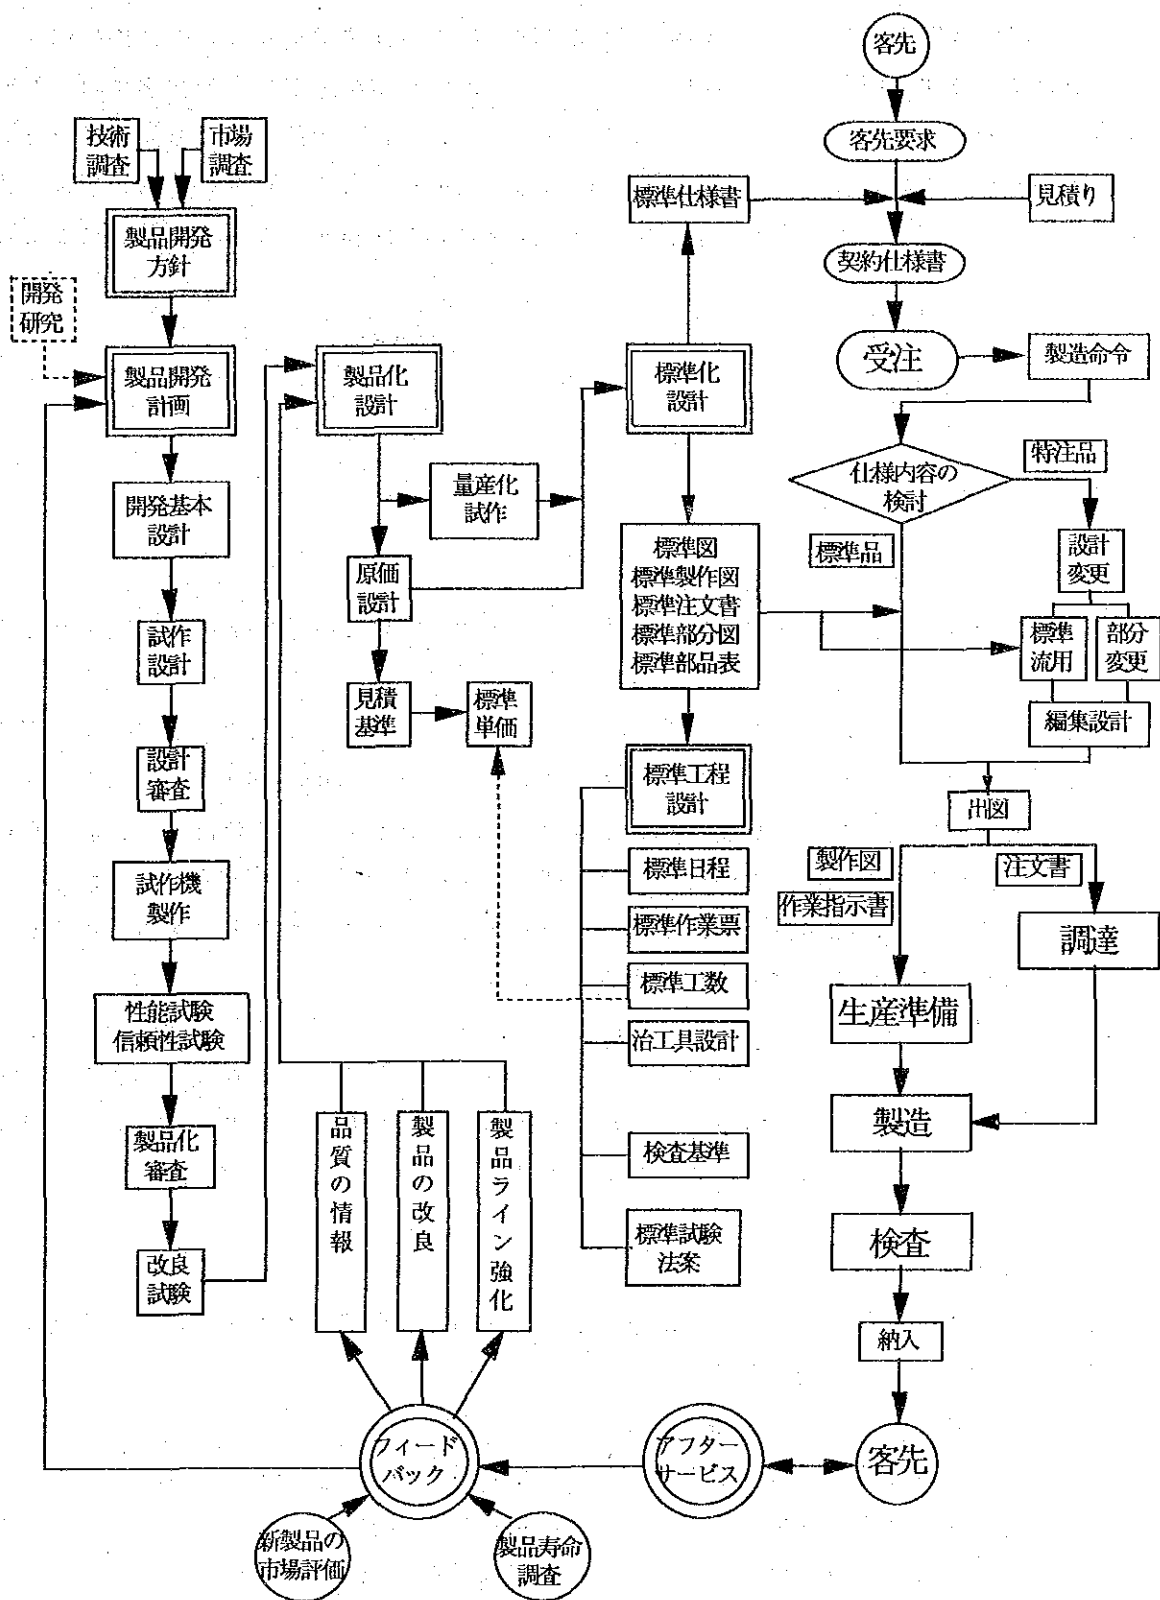 客先
客先要求
技術
調査
市場
調査
標準仕様書
見積り
製品開発
方針
契約仕様書
開発
研究
受注
製造命令
製品開発
計画
製品化
設計
標準化
設計
特注品
仕様内容の
検討
開発基本
設計
量産化
試作
標準図
標準製作図
標準注文書
標準部分図
標準部品表
標準品
設計
変更
原価
設計
試作
設計
標準
流用
部分
変更
見積
基準
標準
単価
編集設計
設計
審査
標準工程
設計
出図
標準日程
製作図
注文書
試作機
製作
標準作業票
作業指示書
調達
標準工数
性能試験
信頼性試験
生産準備
治工具設計
品質の情報
製品の改良
製品ライン強化
製造
製品化
審査
検査基準
標準試験
法案
検査
改良
試験
納入
フィード
バック
アフター
サービス
客先
新製品の
市場評価
製品寿命
調査